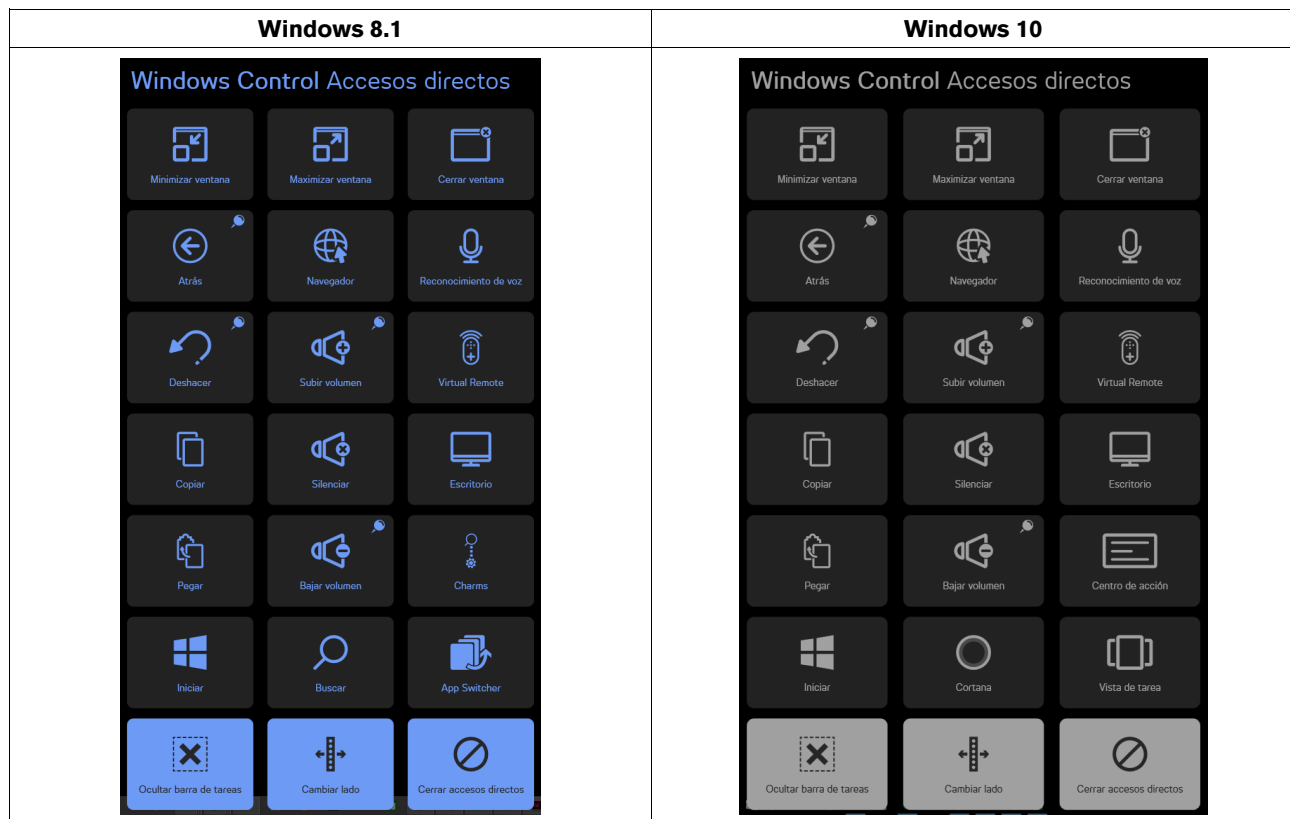 Windows 8.1
Windows Control Accesos directos
Minimizar ventana
Maximizar ventana
Cerrar ventana
Atrás
Navegador
Reconocimiento de voz
Deshacer
Subir volumen
Virtual Remote
Copiar
Silenciar
Escritorio
Pegar
Bajar volumen
Charms
Iniciar
Buscar
App Switcher
Ocultar barra de tareas
Cambiar lado
Cerrar accesos directos
Windows 10
Windows Control Accesos directos
Minimizar ventana
Maximizar ventana
Cerrar ventana
Atrás
Navegador
Reconocimiento de voz
Deshacer
Subir volumen
Virtual Remote
Copiar
Silenciar
Escritorio
Pegar
Bajar volumen
Centro de acción
Iniciar
Cortana
Vista de tarea
Ocultar barra de tareas
Cambiar lado
Cerrar accesos directos